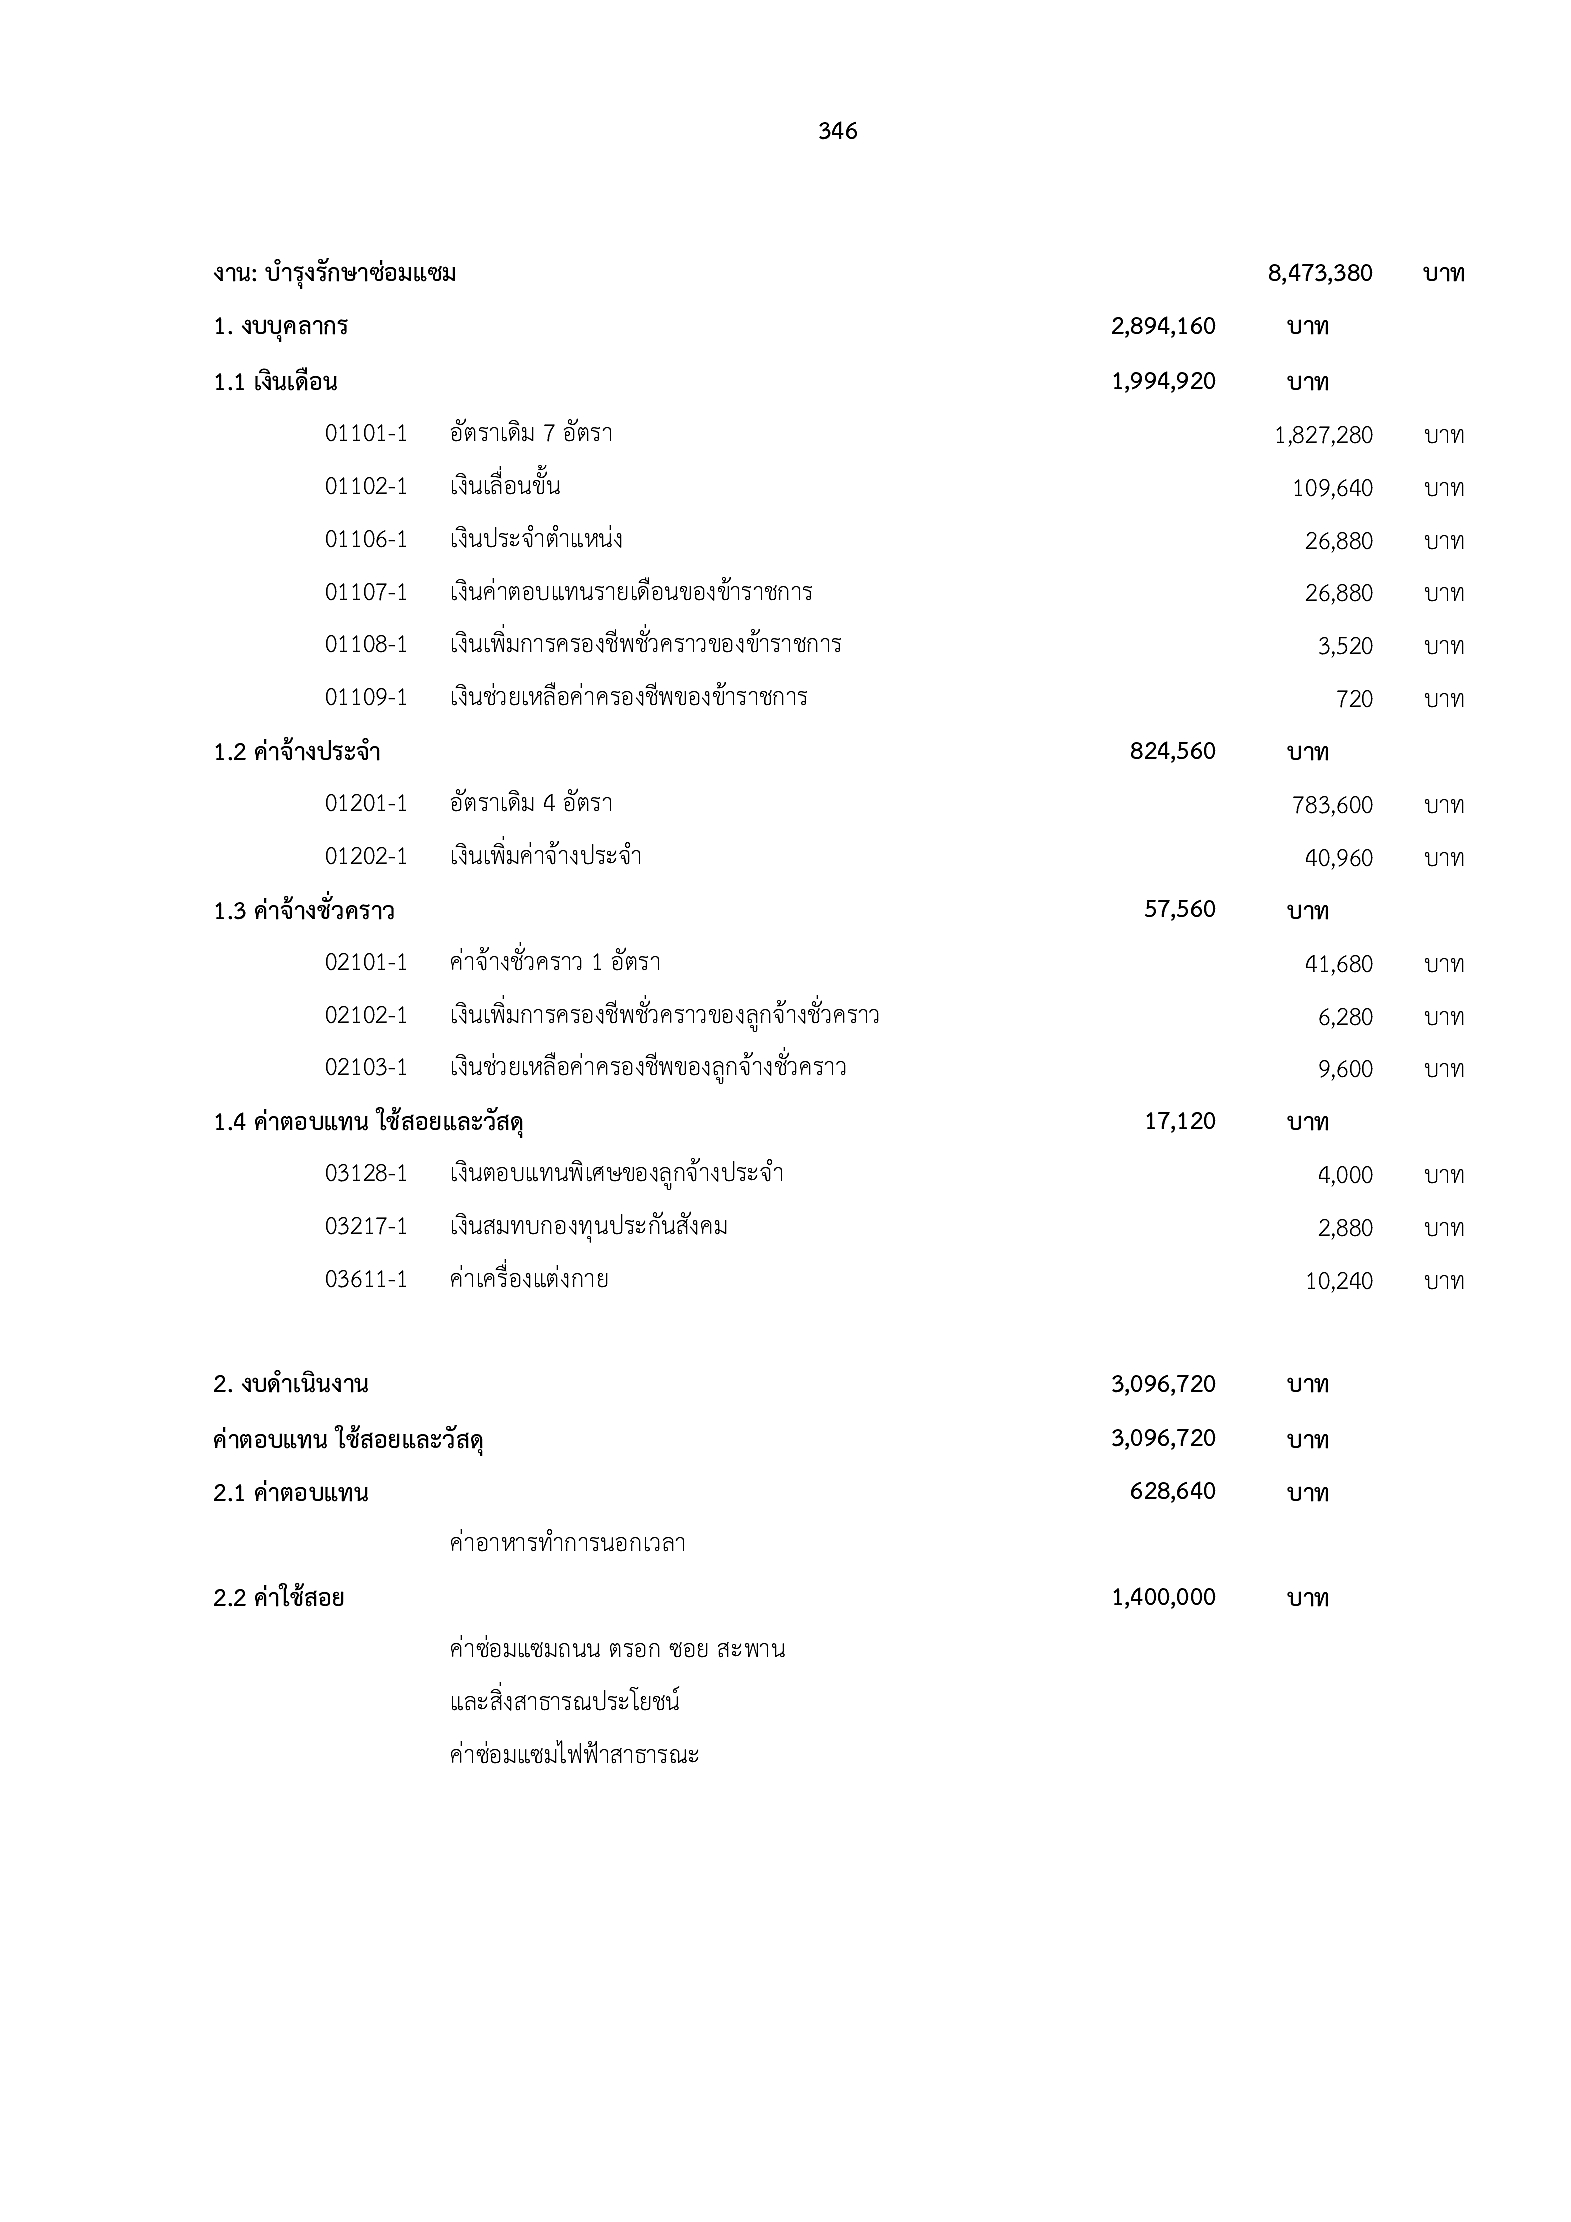 346
งาน: บำรุงรักษาซ่อมแซม 8,473,380 บาท
1. งบบุคลากร 2,894,160 บาท
1.1 เงินเดือน 1,994,920 บาท
01101-1 อัตราเดิม 7 อัตรา 1,827,280 บาท
01102-1 เงินเลื่อนขั้น 109,640 บาท
01106-1 เงินประจำตำแหน่ง 26,880 บาท
01107-1 เงินค่าตอบแทนรายเดือนของข้าราชการ 26,880 บาท
01108-1 เงินเพิ่มการครองชีพชั่วคราวของข้าราชการ 3,520 บาท
01109-1 เงินช่วยเหลือค่าครองชีพของข้าราชการ 720 บาท
1.2 ค่าจ้างประจำ 824,560 บาท
01201-1 อัตราเดิม 4 อัตรา 783,600 บาท
01202-1 เงินเพิ่มค่าจ้างประจำ 40,960 บาท
1.3 ค่าจ้างชั่วคราว 57,560 บาท
02101-1 ค่าจ้างชั่วคราว 1 อัตรา 41,680 บาท
02102-1 เงินเพิ่มการครองชีพชั่วคราวของลูกจ้างชั่วคราว 6,280 บาท
02103-1 เงินช่วยเหลือค่าครองชีพของลูกจ้างชั่วคราว 9,600 บาท
1.4 ค่าตอบแทน ใช้สอยและวัสดุ 17,120 บาท
03128-1 เงินตอบแทนพิเศษของลูกจ้างประจำ 4,000 บาท
03217-1 เงินสมทบกองทุนประกันสังคม 2,880 บาท
03611-1 ค่าเครื่องแต่งกาย 10,240 บาท
2. งบดำเนินงาน 3,096,720 บาท
ค่าตอบแทน ใช้สอยและวัสดุ 3,096,720 บาท
2.1 ค่าตอบแทน 628,640 บาท
ค่าอาหารทำการนอกเวลา
2.2 ค่าใช้สอย 1,400,000 บาท
ค่าซ่อมแซมถนน ตรอก ซอย สะพาน
และสิ่งสาธารณประโยชน์
ค่าซ่อมแซมไฟฟ้าสาธารณะ